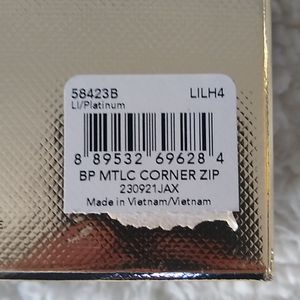 58423B LILH4
LI/Platinum
8 89532 69628 4
BP MTLC CORNER ZIP
230921JAX
Made in Vietnam/Vietnam